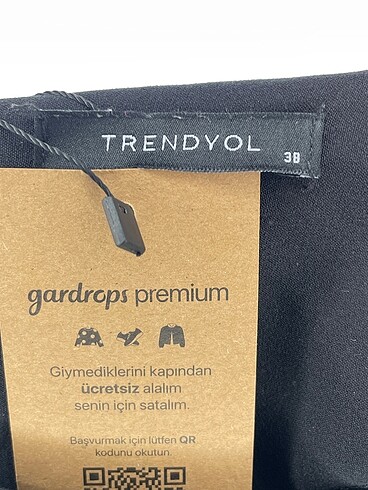 TRENDYOL
38
gardrops premium
Giymediklerini kapından
ücretsiz alalım
senin için satalım.
Başvurmak için lütfen QR
kodunu okutun.